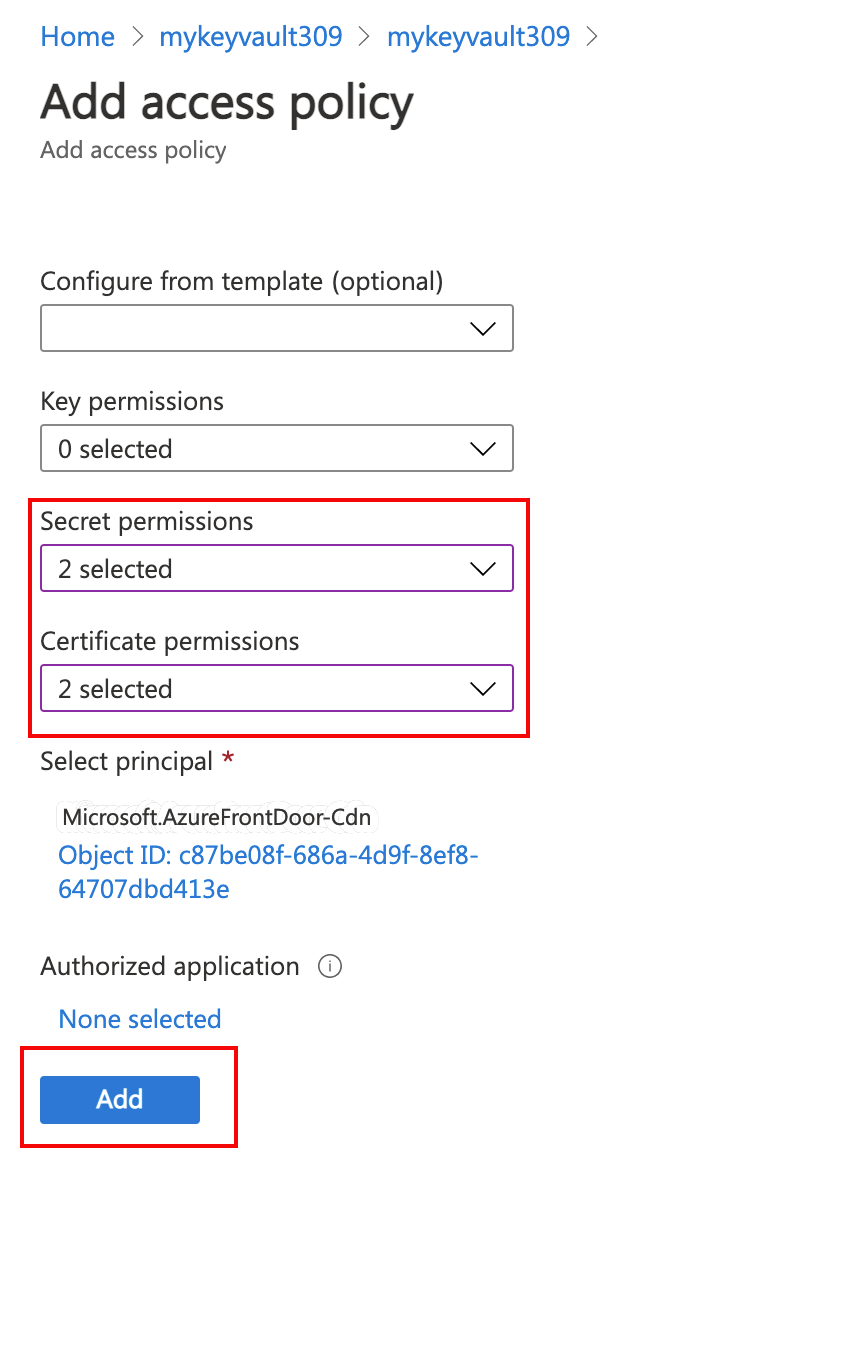 Home > mykeyvault309 > mykeyvault309 >
Add access policy
Add access policy
Configure from template (optional)
Key permissions
0 selected
Secret permissions
2 selected
Certificate permissions
2 selected
Select principal *
Microsoft.AzureFrontDoor-Cdn
Object ID: c87be08f-686a-4d9f-8ef8-
64707dbd413e
Authorized application
None selected
Add